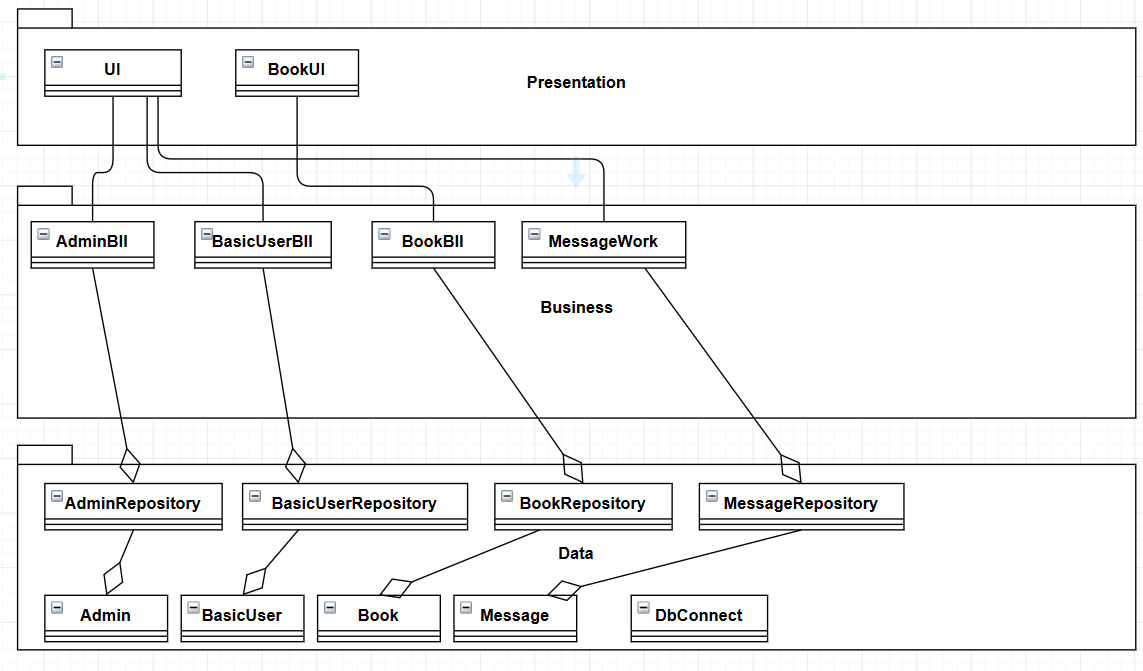 UI
BookUI
Presentation
AdminBll
BasicUserBll
BookBll
MessageWork
Business
AdminRepository
BasicUserRepository
BookRepository
MessageRepository
Data
Admin
BasicUser
Book
Message
DbConnect